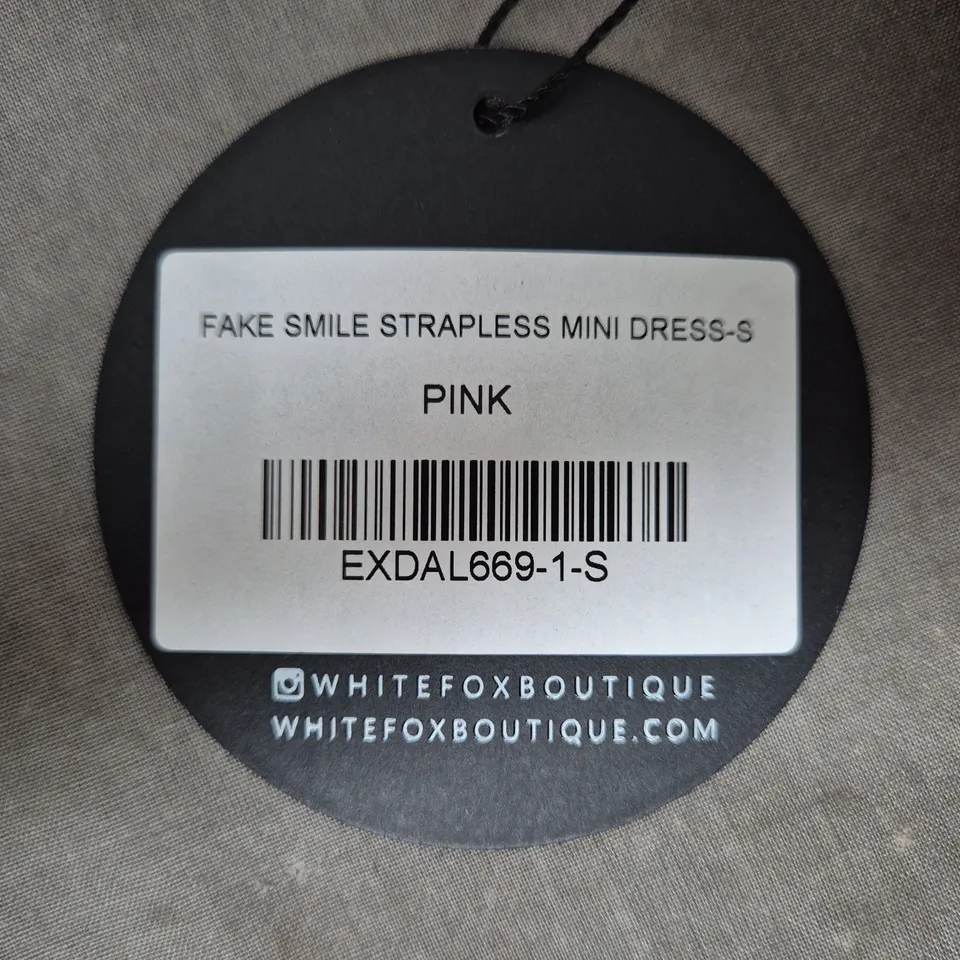 FAKE SMILE STRAPLESS MINI DRESS-S
PINK
EXDAL669-1-S
WHITEFOXBOUTIQUE
WHITEFOXBOUTIQUE.COM